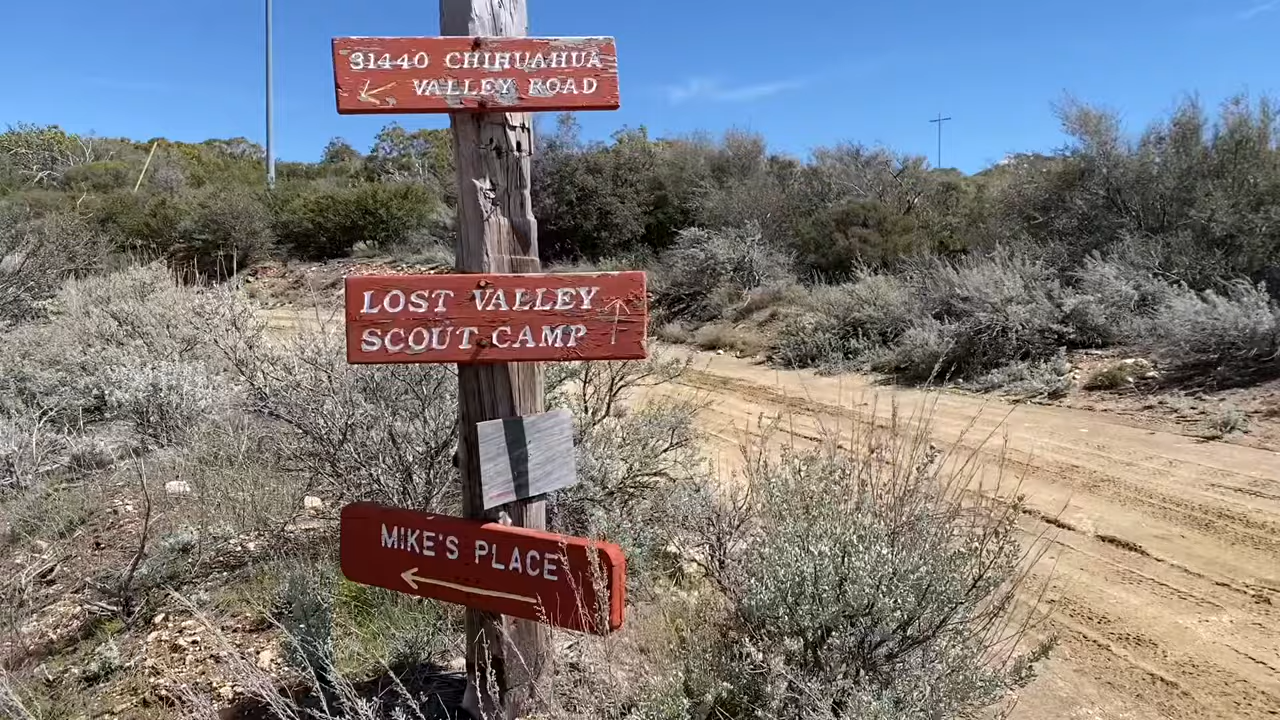 31440 CHIHUAHUA
VALLEY ROAD
LOST VALLEY
SCOUT CAMP
MIKE'S PLACE